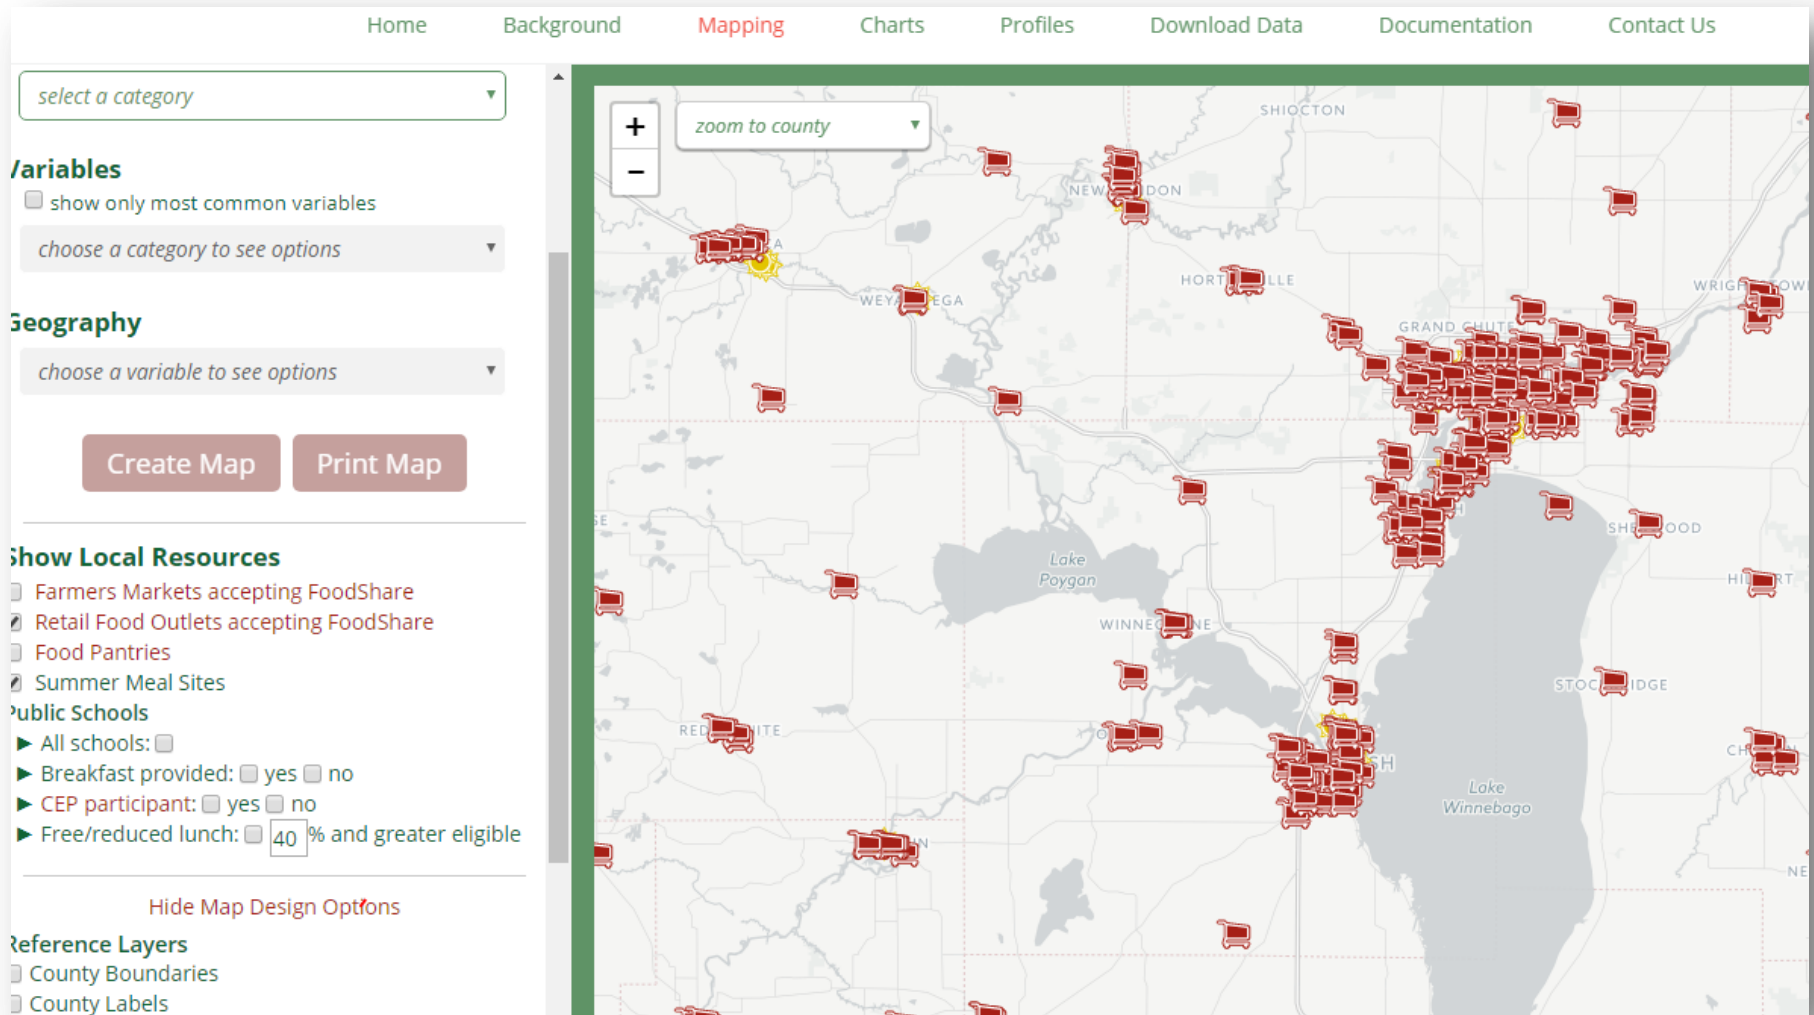 Home Background Mapping Charts Profiles Download Data Documentation Contact Us
select a category
Variables
show only most common variables
choose a category to see options
Geography
choose a variable to see options
Create Map Print Map
Show Local Resources
Farmers Markets accepting FoodShare
Retail Food Outlets accepting FoodShare
Food Pantries
Summer Meal Sites
Public Schools
All schools:
Breakfast provided: yes no
CEP participant: yes no
Free/reduced lunch: 40 % and greater eligible
Hide Map Design Options
Reference Layers
County Boundaries
County Labels
+
zoom to county
−
SHIOCTON
GRAND CHUTE
Lake
Poygan
Lake
Winnebago